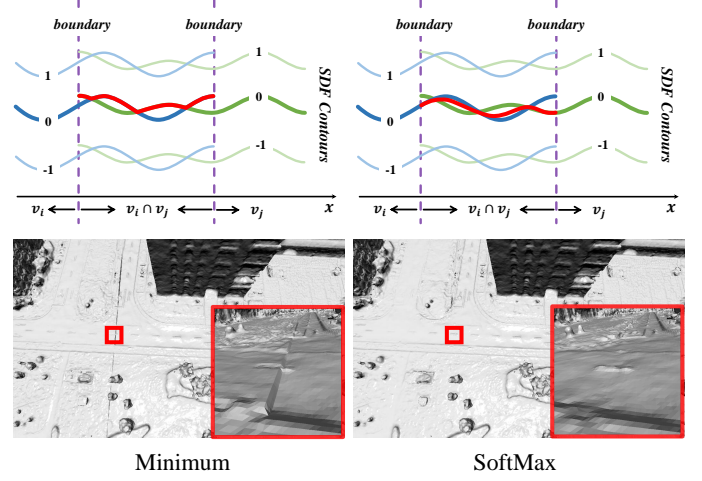 boundary boundary
1 1
0 0
-1 -1
SDF Contours
v_i v_i ∩ v_j v_j x
boundary boundary
1 1
0 0
-1 -1
SDF Contours
v_i v_i ∩ v_j v_j x
Minimum
SoftMax